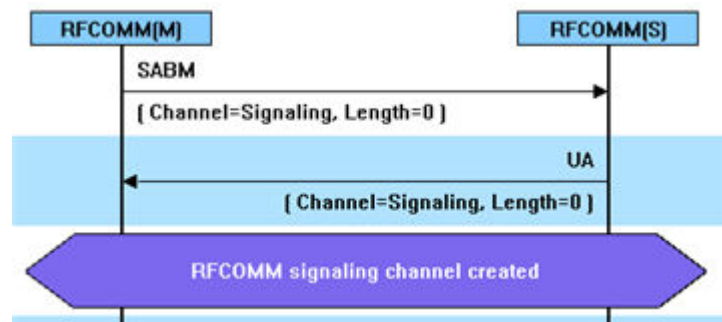 RFCOMM(M) RFCOMM(S)
SABM
( Channel=Signaling, Length=0 )
UA
( Channel=Signaling, Length=0 )
RFCOMM signaling channel created